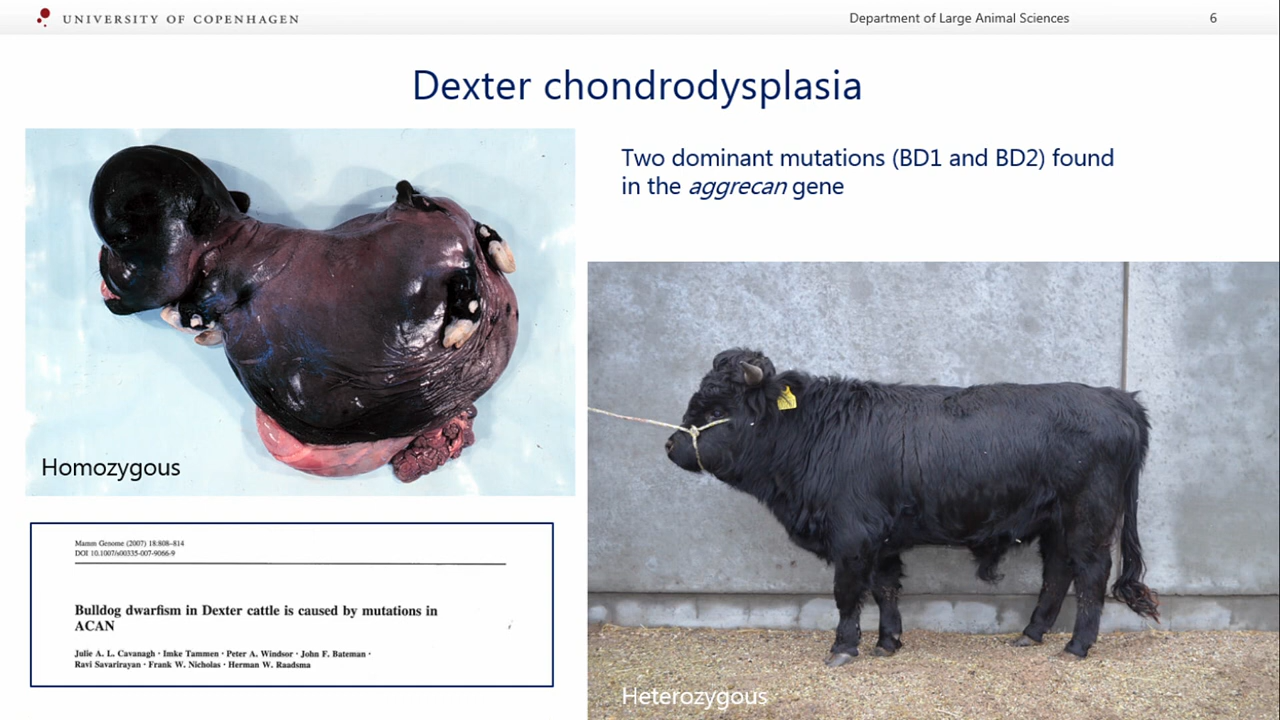 UNIVERSITY OF COPENHAGEN
Department of Large Animal Sciences
6
Dexter chondrodysplasia
Two dominant mutations (BD1 and BD2) found
in the aggrecan gene
Homozygous
Mamm Genome (2007) 18:808–814
DOI 10.1007/s00335-007-9066-9
Bulldog dwarfism in Dexter cattle is caused by mutations in
ACAN
Julie A. L. Cavanagh · Imke Tammen · Peter A. Windsor · John F. Bateman ·
Ravi Savarirayan · Frank W. Nicholas · Herman W. Raadsma
Heterozygous